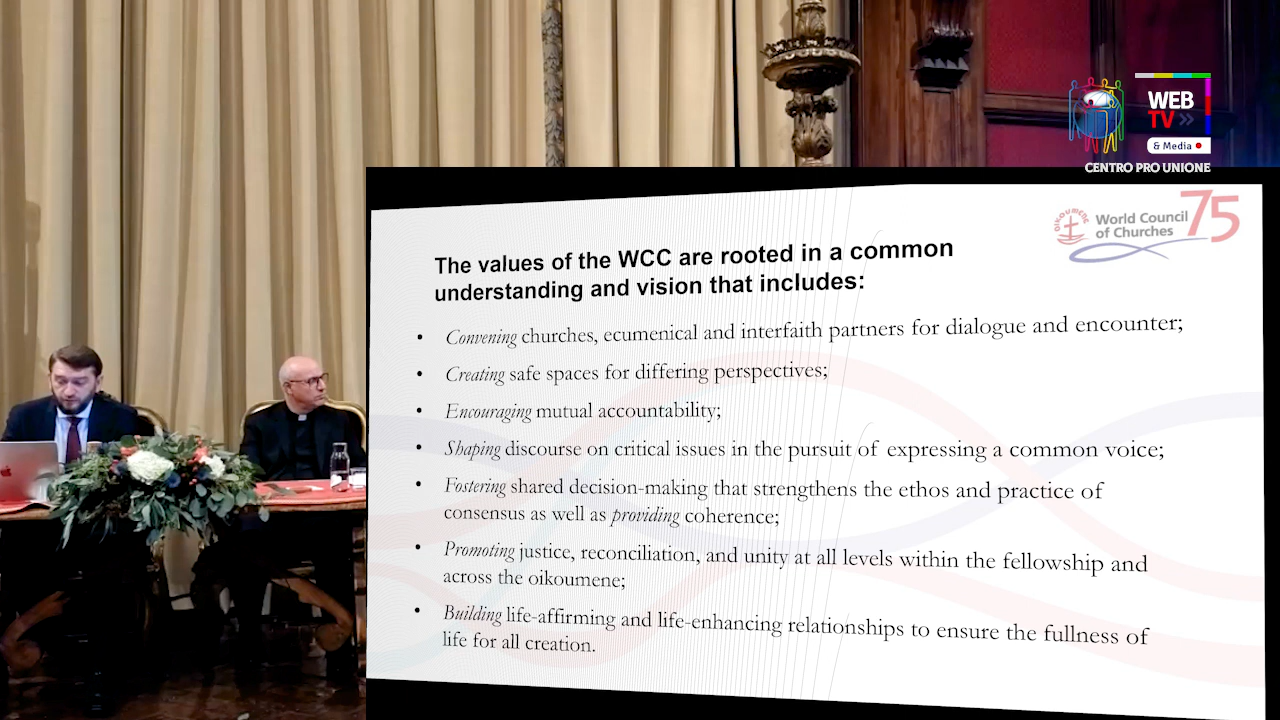 WEB
TV
& Media
CENTRO PRO UNIONE
OIKOUMENE
World Council
of Churches
75
The values of the WCC are rooted in a common
understanding and vision that includes:
• Convening churches, ecumenical and interfaith partners for dialogue and encounter;
• Creating safe spaces for differing perspectives;
• Encouraging mutual accountability;
• Shaping discourse on critical issues in the pursuit of expressing a common voice;
• Fostering shared decision-making that strengthens the ethos and practice of
consensus as well as providing coherence;
• Promoting justice, reconciliation, and unity at all levels within the fellowship and
across the oikoumene;
• Building life-affirming and life-enhancing relationships to ensure the fullness of
life for all creation.